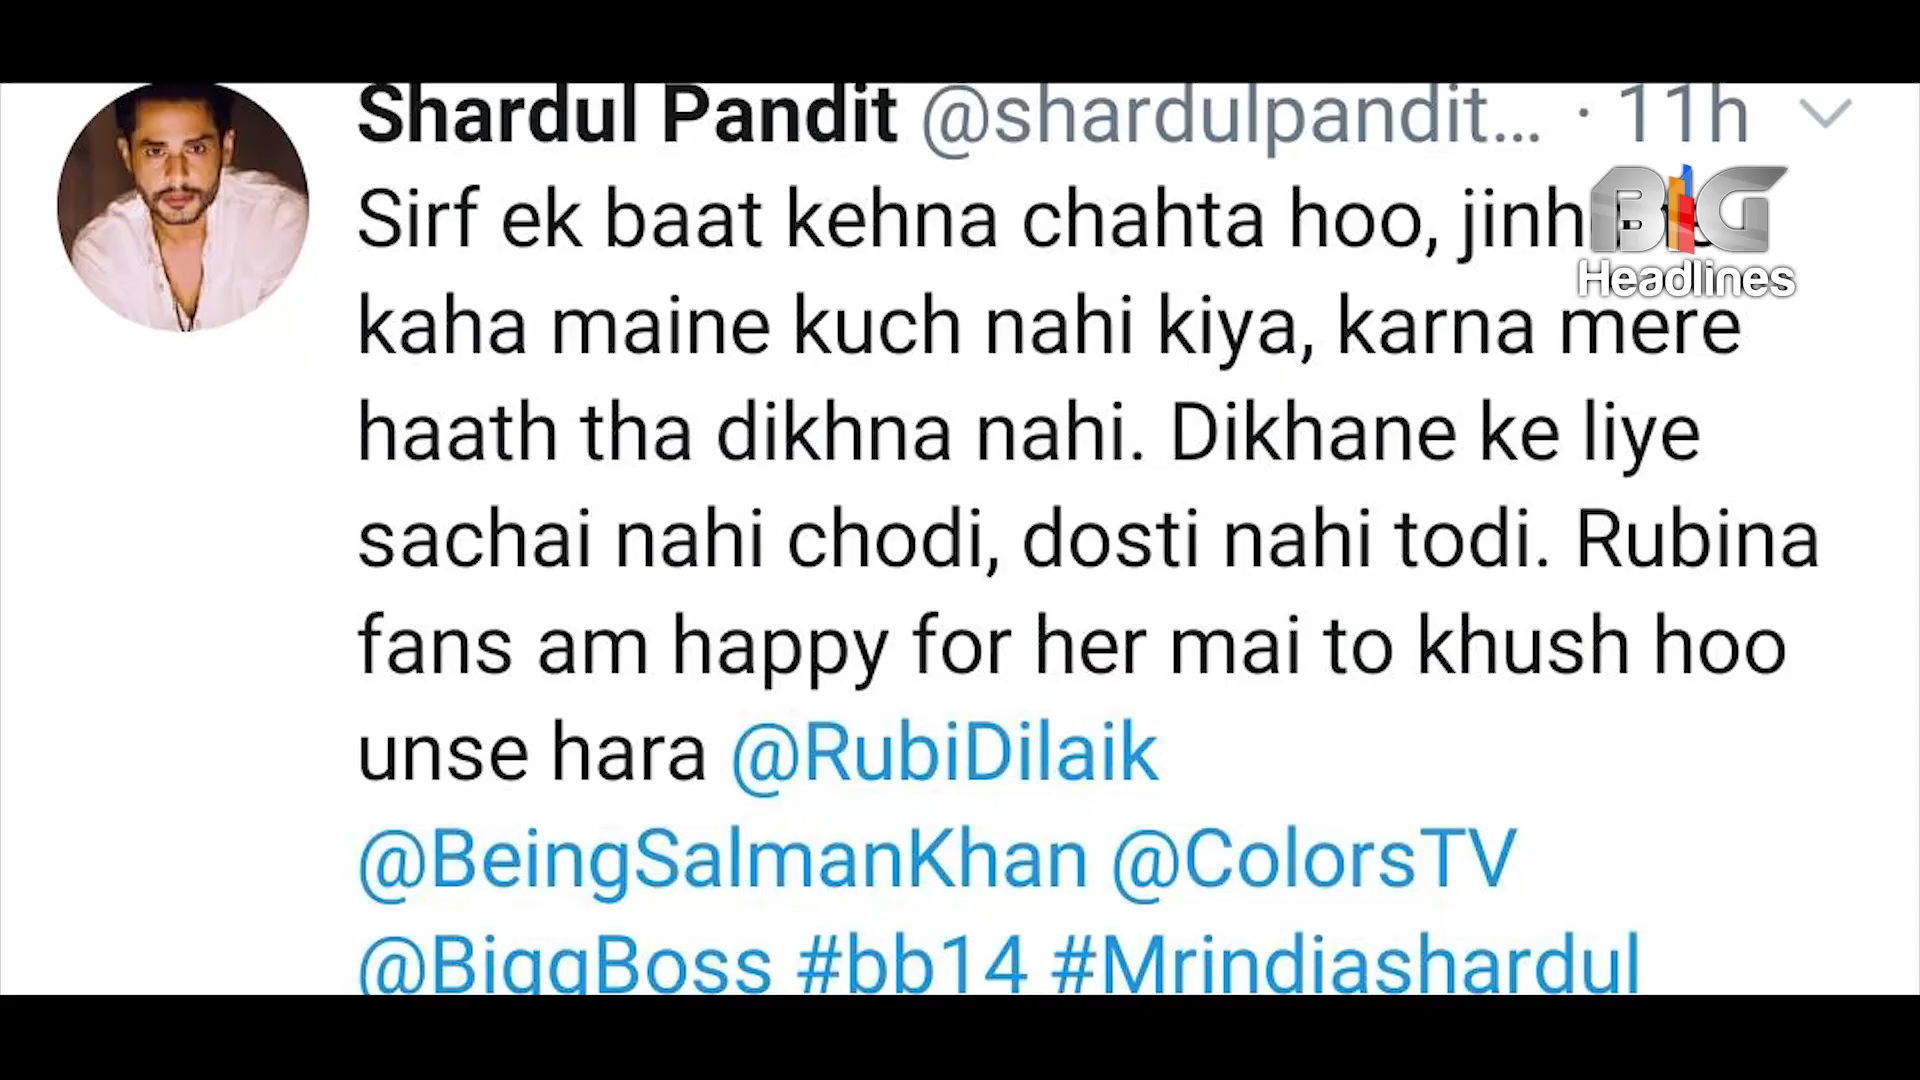 Shardul Pandit @shardulpandit... · 11h
Sirf ek baat kehna chahta hoo,
BIG
Headlines
kaha maine kuch nahi kiya, karna mere
haath tha dikhna nahi. Dikhane ke liye
sachai nahi chodi, dosti nahi todi. Rubina
fans am happy for her mai to khush hoo
unse hara @RubiDilaik
@BeingSalmanKhan @ColorsTV
@BiggBoss #bb14 #Mrindiashardul